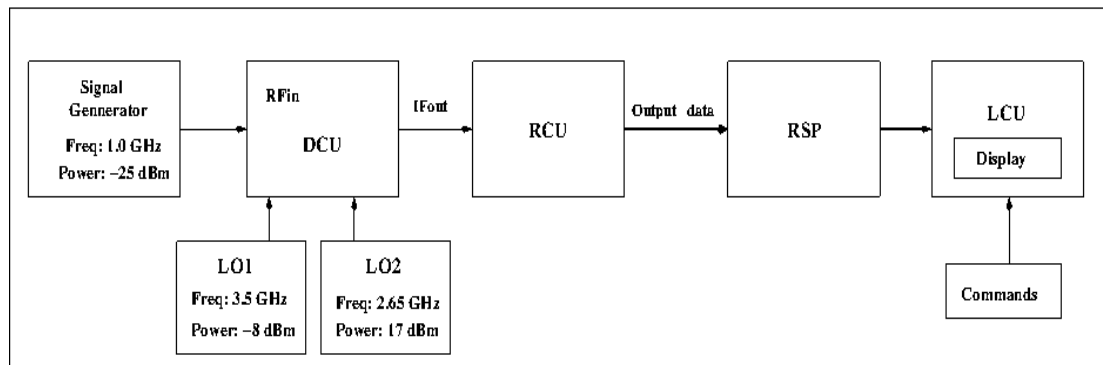 Signal
Gennerator
Freq: 1.0 GHz
Power: −25 dBm
RFin
DCU
IFout
RCU
Output data
RSP
LCU
Display
LO1
Freq: 3.5 GHz
Power: −8 dBm
LO2
Freq: 2.65 GHz
Power: 17 dBm
Commands